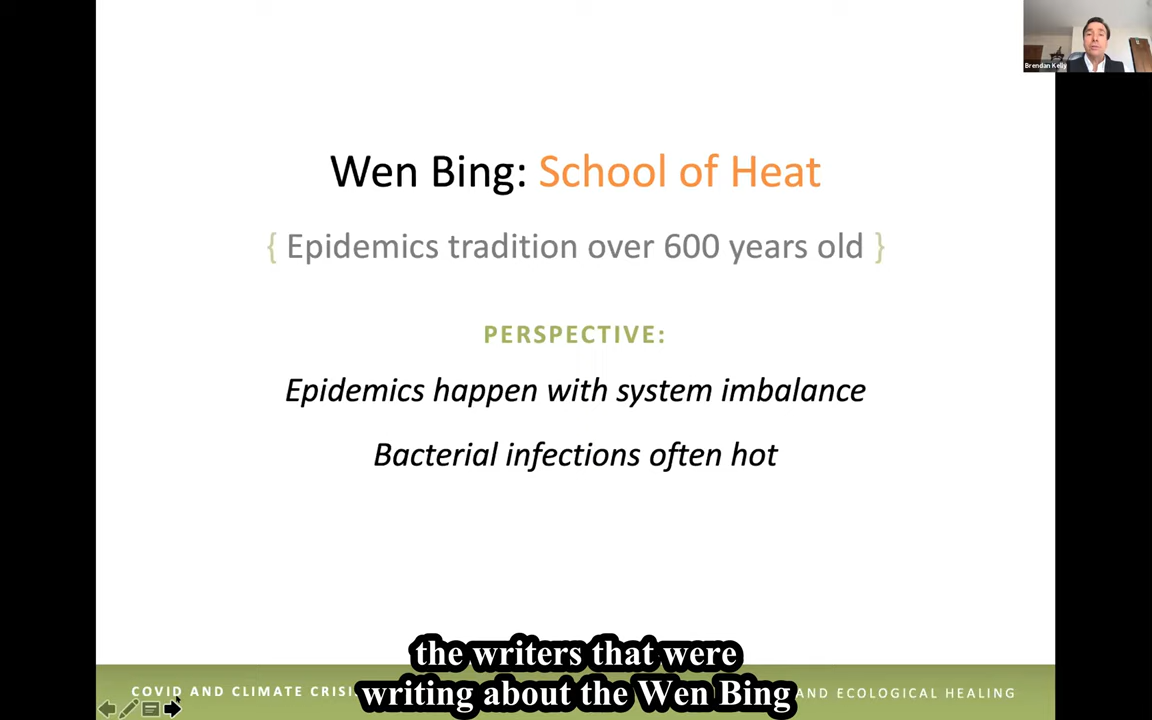 Brendan Kelly
Wen Bing: School of Heat
{ Epidemics tradition over 600 years old }
PERSPECTIVE:
Epidemics happen with system imbalance
Bacterial infections often hot
the writers that were
writing about the Wen Bing
COVID AND CLIMATE CRISI
AND ECOLOGICAL HEALING